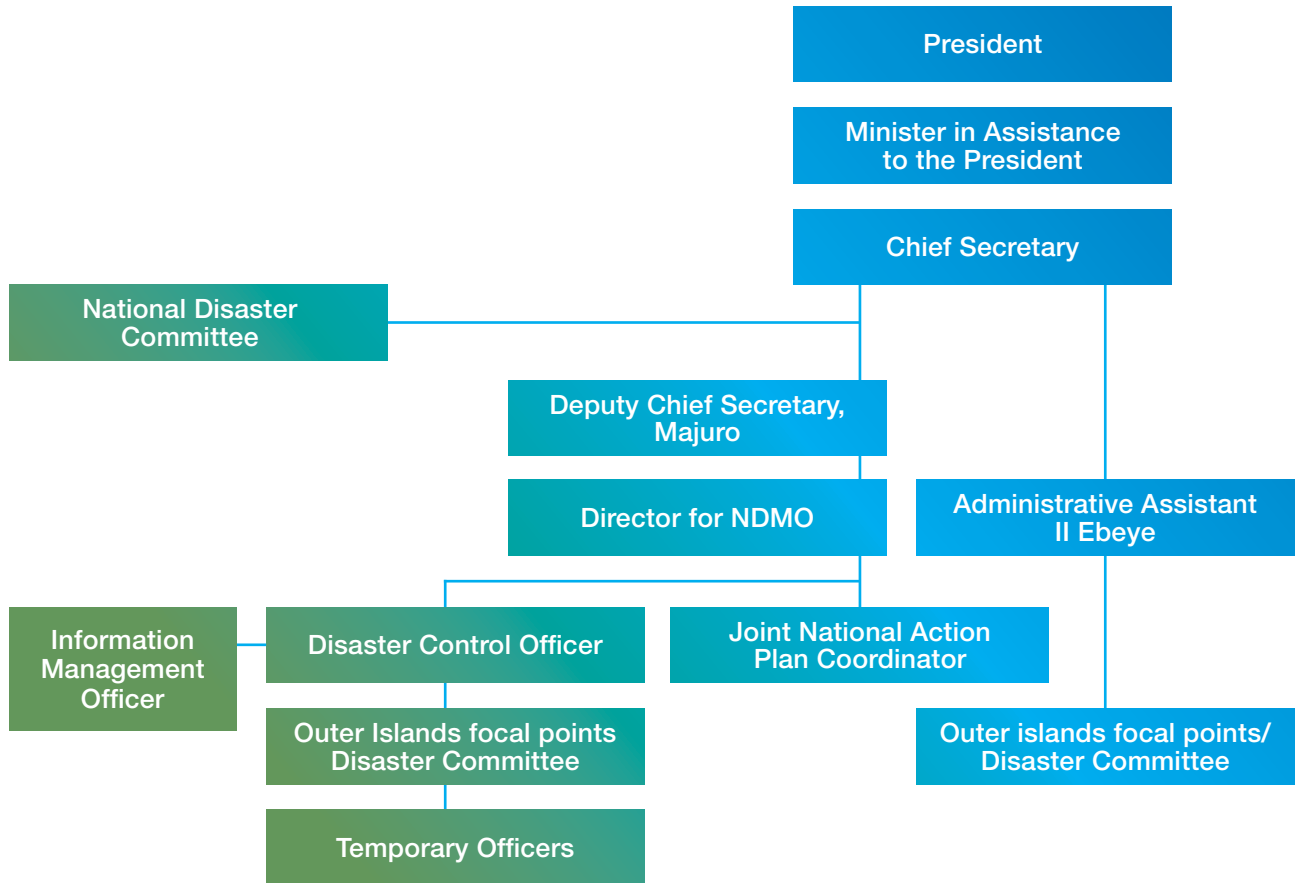 President
Minister in Assistance
to the President
Chief Secretary
National Disaster
Committee
Deputy Chief Secretary,
Majuro
Director for NDMO
Administrative Assistant
II Ebeye
Information
Management
Officer
Disaster Control Officer
Joint National Action
Plan Coordinator
Outer Islands focal points
Disaster Committee
Outer islands focal points/
Disaster Committee
Temporary Officers